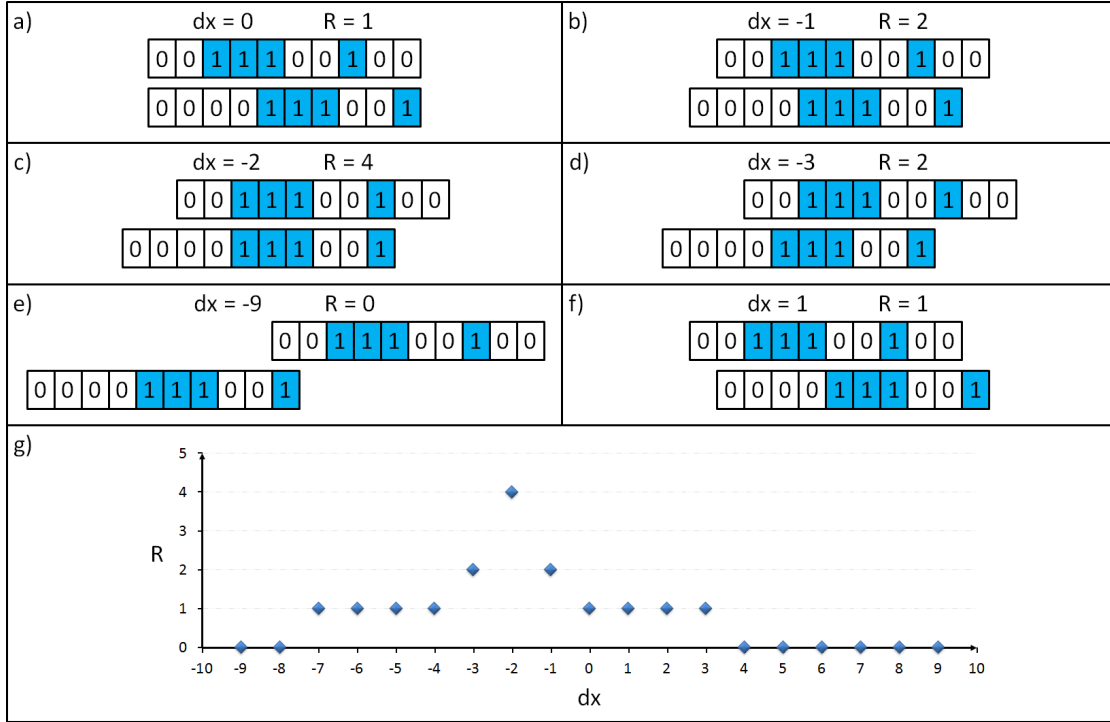 a) dx = 0 R = 1
0 0 1 1 1 0 0 1 0 0
0 0 0 0 1 1 1 0 0 1
b) dx = -1 R = 2
0 0 1 1 1 0 0 1 0 0
0 0 0 0 1 1 1 0 0 1
c) dx = -2 R = 4
0 0 1 1 1 0 0 1 0 0
0 0 0 0 1 1 1 0 0 1
d) dx = -3 R = 2
0 0 1 1 1 0 0 1 0 0
0 0 0 0 1 1 1 0 0 1
e) dx = -9 R = 0
0 0 1 1 1 0 0 1 0 0
0 0 0 0 1 1 1 0 0 1
f) dx = 1 R = 1
0 0 1 1 1 0 0 1 0 0
0 0 0 0 1 1 1 0 0 1
g)
5
4
3
2
1
0
R
-10 -9 -8 -7 -6 -5 -4 -3 -2 -1 0 1 2 3 4 5 6 7 8 9 10
dx